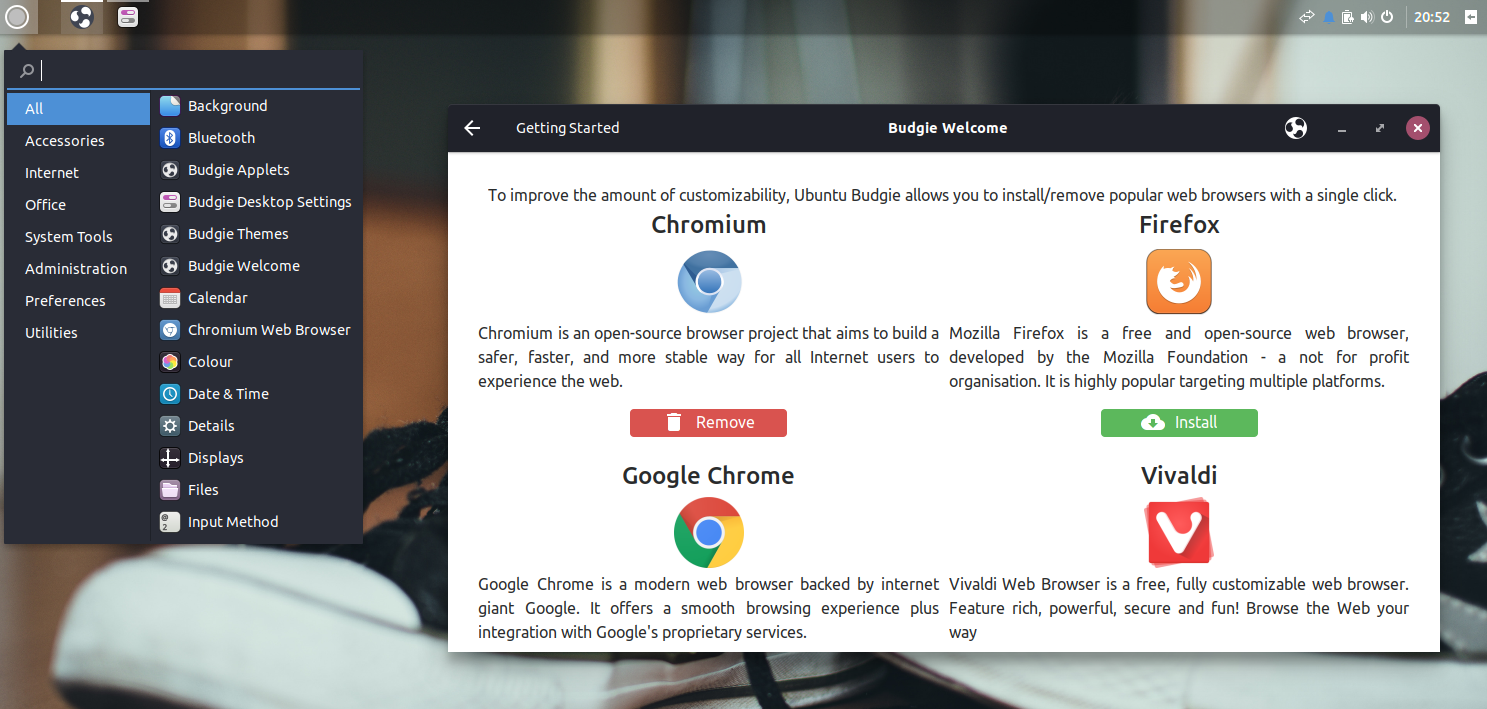 20:52
All
Accessories
Internet
Office
System Tools
Administration
Preferences
Utilities
Background
Bluetooth
Budgie Applets
Budgie Desktop Settings
Budgie Themes
Budgie Welcome
Calendar
Chromium Web Browser
Colour
Date & Time
Details
Displays
Files
Input Method
Getting Started
Budgie Welcome
To improve the amount of customizability, Ubuntu Budgie allows you to install/remove popular web browsers with a single click.
Chromium
Chromium is an open-source browser project that aims to build a
safer, faster, and more stable way for all Internet users to
experience the web.
Remove
Firefox
Mozilla Firefox is a free and open-source web browser,
developed by the Mozilla Foundation - a not for profit
organisation. It is highly popular targeting multiple platforms.
Install
Google Chrome
Google Chrome is a modern web browser backed by internet
giant Google. It offers a smooth browsing experience plus
integration with Google's proprietary services.
Vivaldi
Vivaldi Web Browser is a free, fully customizable web browser.
Feature rich, powerful, secure and fun! Browse the Web your
way